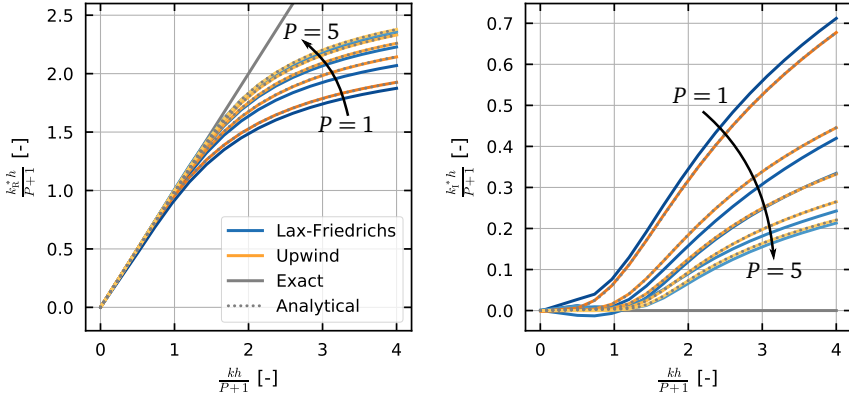 2.5
2.0
1.5
1.0
0.5
0.0
0 1 2 3 4
k*_R h / P+1 [-]
kh / P+1 [-]
P = 5
P = 1
Lax-Friedrichs
Upwind
Exact
Analytical
0.7
0.6
0.5
0.4
0.3
0.2
0.1
0.0
0 1 2 3 4
k*_I h / P+1 [-]
kh / P+1 [-]
P = 1
P = 5